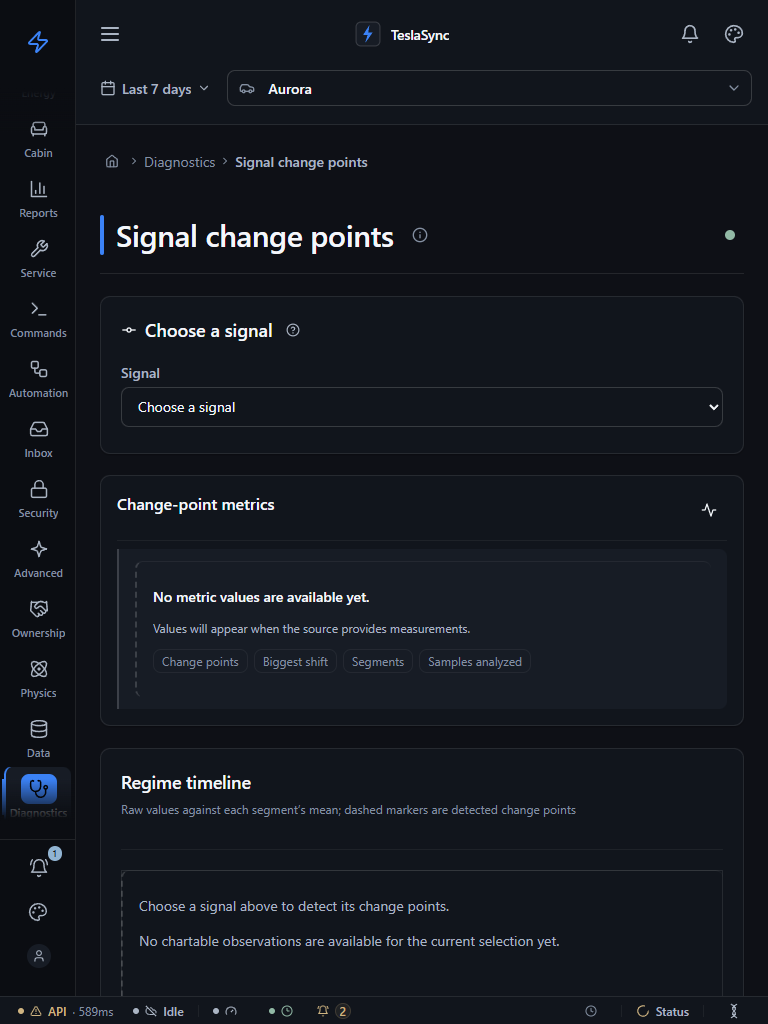 TeslaSync
Last 7 days
Aurora
Energy
Cabin
Reports
Service
Commands
Automation
Inbox
Security
Advanced
Ownership
Physics
Data
Diagnostics
1
Diagnostics
Signal change points
Signal change points
Choose a signal
Signal
Choose a signal
Change-point metrics
No metric values are available yet.
Values will appear when the source provides measurements.
Change points
Biggest shift
Segments
Samples analyzed
Regime timeline
Raw values against each segment's mean; dashed markers are detected change points
Choose a signal above to detect its change points.
No chartable observations are available for the current selection yet.
API · 589ms
Idle
2
Status